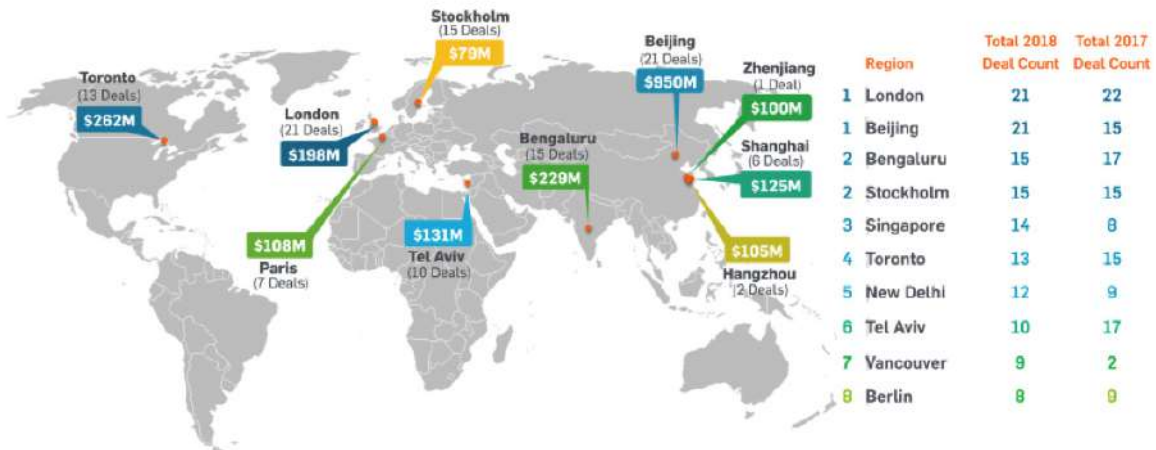 Stockholm
(15 Deals)
$79M
Toronto
(13 Deals)
$262M
London
(21 Deals)
$198M
Beijing
(21 Deals)
$950M
Zhenjiang
(1 Deal)
$100M
Bengaluru
(15 Deals)
$229M
Shanghai
(6 Deals)
$125M
$108M
Paris
(7 Deals)
$131M
Tel Aviv
(10 Deals)
$105M
Hangzhou
(2 Deals)
Total 2018 Total 2017
Region Deal Count Deal Count
1 London 21 22
1 Beijing 21 15
2 Bengaluru 15 17
2 Stockholm 15 15
3 Singapore 14 8
4 Toronto 13 15
5 New Delhi 12 9
6 Tel Aviv 10 17
7 Vancouver 9 2
8 Berlin 8 9